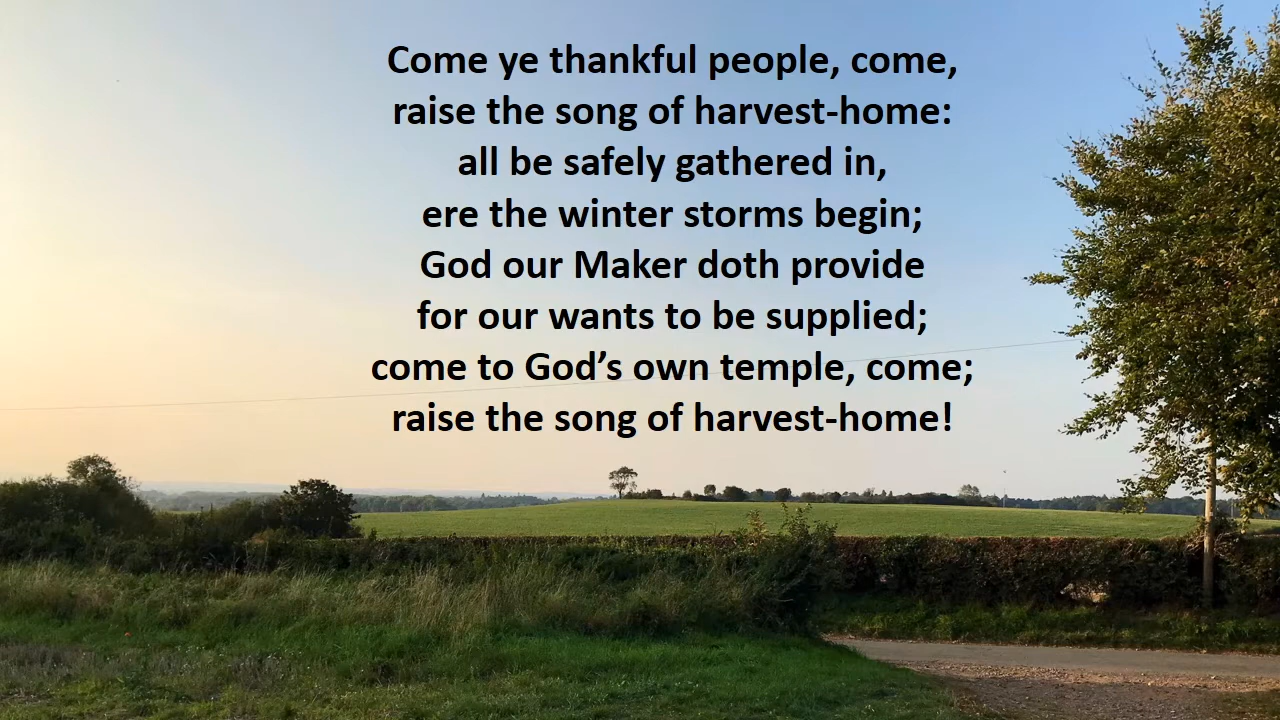 Come ye thankful people, come,
raise the song of harvest-home:
all be safely gathered in,
ere the winter storms begin;
God our Maker doth provide
for our wants to be supplied;
come to God’s own temple, come;
raise the song of harvest-home!